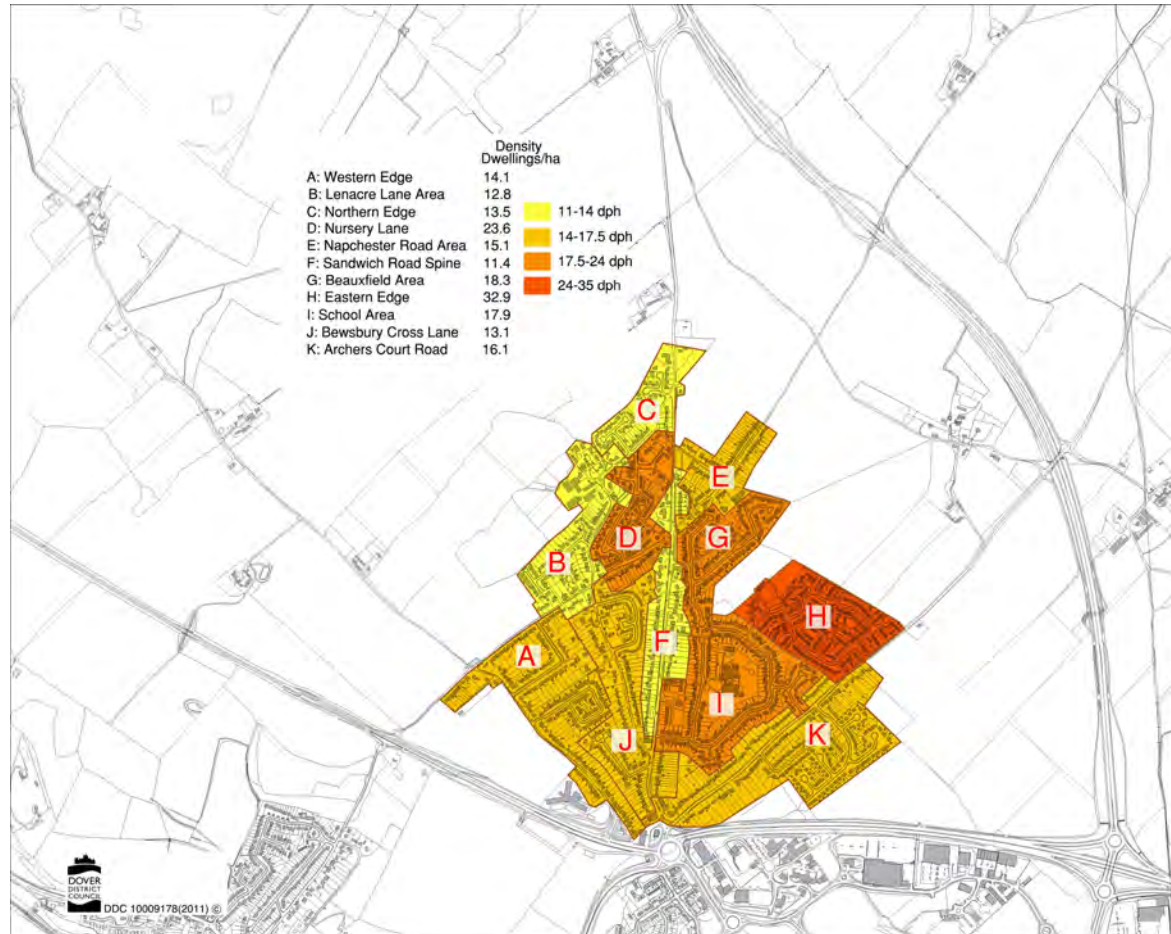 Density
Dwellings/ha
A: Western Edge 14.1
B: Lenacre Lane Area 12.8
C: Northern Edge 13.5
D: Nursery Lane 23.6
E: Napchester Road Area 15.1
F: Sandwich Road Spine 11.4
G: Beauxfield Area 18.3
H: Eastern Edge 32.9
I: School Area 17.9
J: Bewsbury Cross Lane 13.1
K: Archers Court Road 16.1
11-14 dph
14-17.5 dph
17.5-24 dph
24-35 dph
C
E
D
G
B
H
F
A
I
J
K
DOVER
DISTRICT
COUNCIL
DDC 10009178(2011) ©